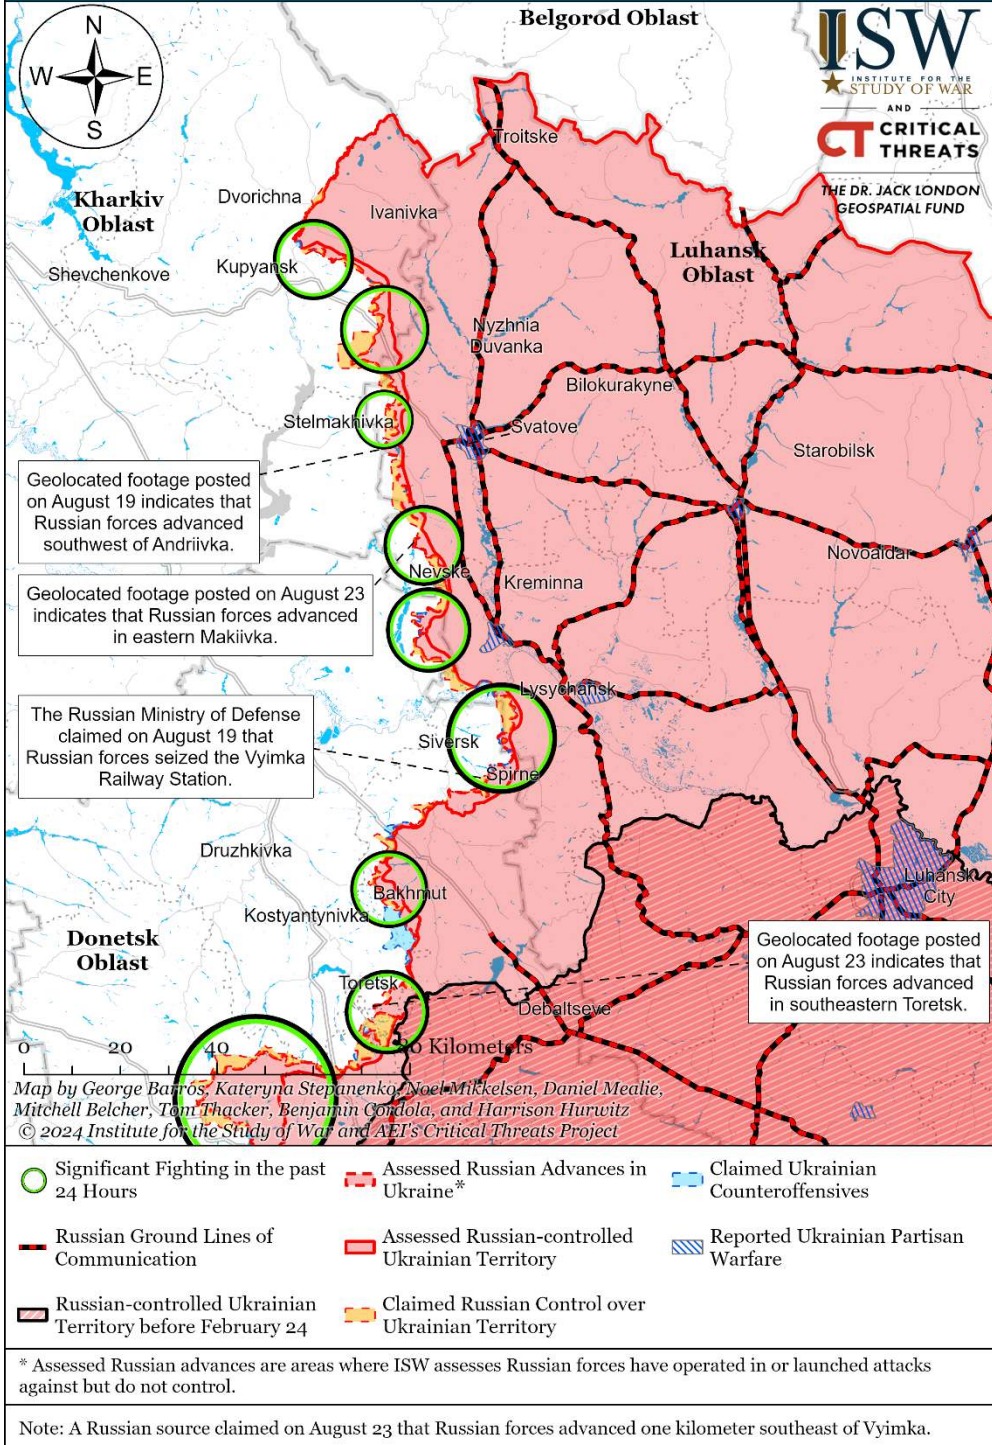 Belgorod Oblast
N
W
E
S
ISW
INSTITUTE FOR THE
STUDY OF WAR
AND
CT CRITICAL
THREATS
THE DR. JACK LONDON
GEOSPATIAL FUND
Troitske
Dvorichna
Kharkiv
Oblast
Ivanivka
Luhansk
Oblast
Shevchenkove
Kupyansk
Nyzhnia
Duvanka
Bilokurakyne
Stelmakhivka
Svatove
Starobilsk
Geolocated footage posted
on August 19 indicates that
Russian forces advanced
southwest of Andriivka.
Novoaidar
Nevske
Kreminna
Geolocated footage posted on August 23
indicates that Russian forces advanced
in eastern Makiivka.
Lysychansk
The Russian Ministry of Defense
claimed on August 19 that
Russian forces seized the Vyimka
Railway Station.
Siversk
Spirne
Druzhkivka
Bakhmut
Luhansk
City
Kostyantynivka
Donetsk
Oblast
Geolocated footage posted
on August 23 indicates that
Russian forces advanced
in southeastern Toretsk.
Toretsk
Debaltseve
0 20 40 80 Kilometers
Map by George Barros, Kateryna Stepanenko, Noel Mikkelsen, Daniel Mealie,
Mitchell Belcher, Tom Thacker, Benjamin Cordola, and Harrison Hurwitz
© 2024 Institute for the Study of War and AEI's Critical Threats Project
Significant Fighting in the past
24 Hours
Assessed Russian Advances in
Ukraine*
Claimed Ukrainian
Counteroffensives
Russian Ground Lines of
Communication
Assessed Russian-controlled
Ukrainian Territory
Reported Ukrainian Partisan
Warfare
Russian-controlled Ukrainian
Territory before February 24
Claimed Russian Control over
Ukrainian Territory
* Assessed Russian advances are areas where ISW assesses Russian forces have operated in or launched attacks
against but do not control.
Note: A Russian source claimed on August 23 that Russian forces advanced one kilometer southeast of Vyimka.